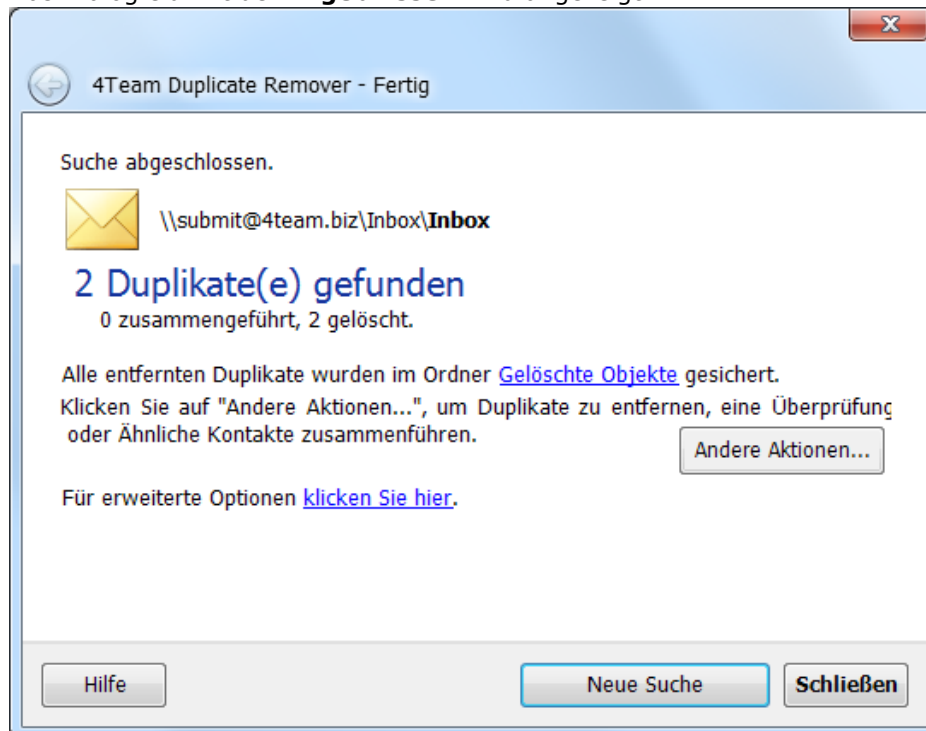 4Team Duplicate Remover - Fertig
Suche abgeschlossen.
\\submit@4team.biz\Inbox\Inbox
2 Duplikate(e) gefunden
0 zusammengeführt, 2 gelöscht.
Alle entfernten Duplikate wurden im Ordner Gelöschte Objekte gesichert.
Klicken Sie auf "Andere Aktionen...", um Duplikate zu entfernen, eine Überprüfung
oder Ähnliche Kontakte zusammenführen.
Andere Aktionen...
Für erweiterte Optionen klicken Sie hier.
Hilfe
Neue Suche
Schließen